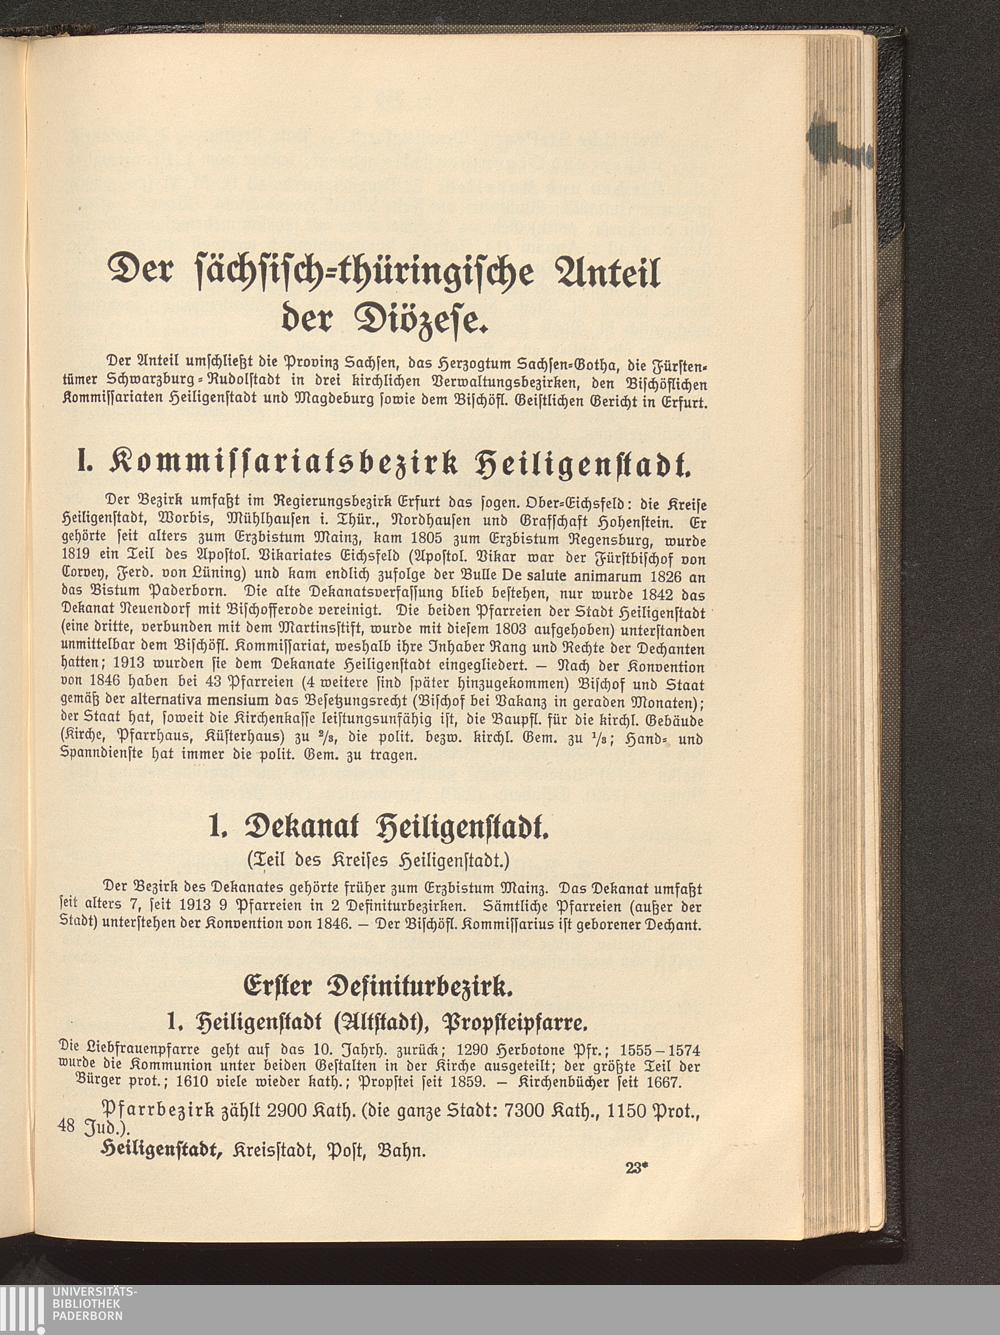 Der sächsisch-thüringische Anteil
der Diözese.
Der Anteil umschließt die Provinz Sachsen, das Herzogtum Sachsen-Gotha, die Fürsten-
tümer Schwarzburg-Rudolstadt in drei kirchlichen Verwaltungsbezirken, den Bischöflichen
Kommissariaten Heiligenstadt und Magdeburg sowie dem Bischöfl. Geistlichen Gericht in Erfurt.
I. Kommissariatsbezirk Heiligenstadt.
Der Bezirk umfaßt im Regierungsbezirk Erfurt das sogen. Ober-Eichsfeld: die Kreise
Heiligenstadt, Worbis, Mühlhausen i. Thür., Nordhausen und Grafschaft Hohenstein. Er
gehörte seit alters zum Erzbistum Mainz, kam 1805 zum Erzbistum Regensburg, wurde
1819 ein Teil des Apostol. Vikariates Eichsfeld (Apostol. Vikar war der Fürstbischof von
Corvey, Ferd. von Lüning) und kam endlich zufolge der Bulle De salute animarum 1826 an
das Bistum Paderborn. Die alte Dekanatsverfassung blieb bestehen, nur wurde 1842 das
Dekanat Neuendorf mit Bischofferode vereinigt. Die beiden Pfarreien der Stadt Heiligenstadt
(eine dritte, verbunden mit dem Martinsstift, wurde mit diesem 1803 aufgehoben) unterstanden
unmittelbar dem Bischöfl. Kommissariat, weshalb ihre Inhaber Rang und Rechte der Dechanten
hatten; 1913 wurden sie dem Dekanate Heiligenstadt eingegliedert. — Nach der Konvention
von 1846 haben bei 43 Pfarreien (4 weitere sind später hinzugekommen) Bischof und Staat
gemäß der alternativa mensium das Besetzungsrecht (Bischof bei Vakanz in geraden Monaten);
der Staat hat, soweit die Kirchenkasse leistungsunfähig ist, die Baupfl. für die kirchl. Gebäude
(Kirche, Pfarrhaus, Küsterhaus) zu ²/₃, die polit. bezw. kirchl. Gem. zu ¹/₃; Hand- und
Spanndienste hat immer die polit. Gem. zu tragen.
1. Dekanat Heiligenstadt.
(Teil des Kreises Heiligenstadt.)
Der Bezirk des Dekanates gehörte früher zum Erzbistum Mainz. Das Dekanat umfaßt
seit alters 7, seit 1913 9 Pfarreien in 2 Definiturbezirken. Sämtliche Pfarreien (außer der
Stadt) unterstehen der Konvention von 1846. — Der Bischöfl. Kommissarius ist geborener Dechant.
Erster Definiturbezirk.
1. Heiligenstadt (Altstadt), Propsteipfarre.
Die Liebfrauenpfarre geht auf das 10. Jahrh. zurück; 1290 Herbotone Pfr.; 1555—1574
wurde die Kommunion unter beiden Gestalten in der Kirche ausgeteilt; der größte Teil der
Bürger prot.; 1610 viele wieder kath.; Propstei seit 1859. — Kirchenbücher seit 1667.
Pfarrbezirk zählt 2900 Kath. (die ganze Stadt: 7300 Kath., 1150 Prot.,
48 Jud.).
Heiligenstadt, Kreisstadt, Post, Bahn.
23*
UNIVERSITÄTS-
BIBLIOTHEK
PADERBORN